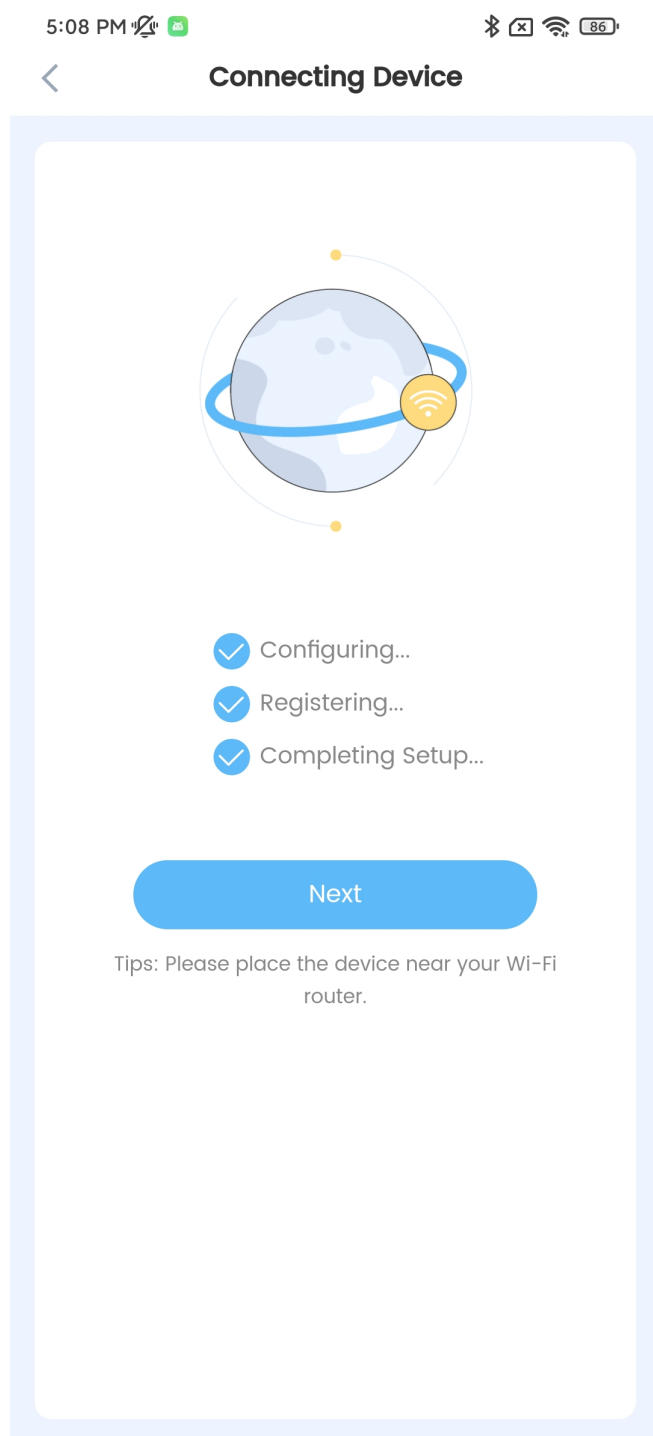 5:08 PM
86
Connecting Device
Configuring...
Registering...
Completing Setup...
Next
Tips: Please place the device near your Wi-Fi
router.